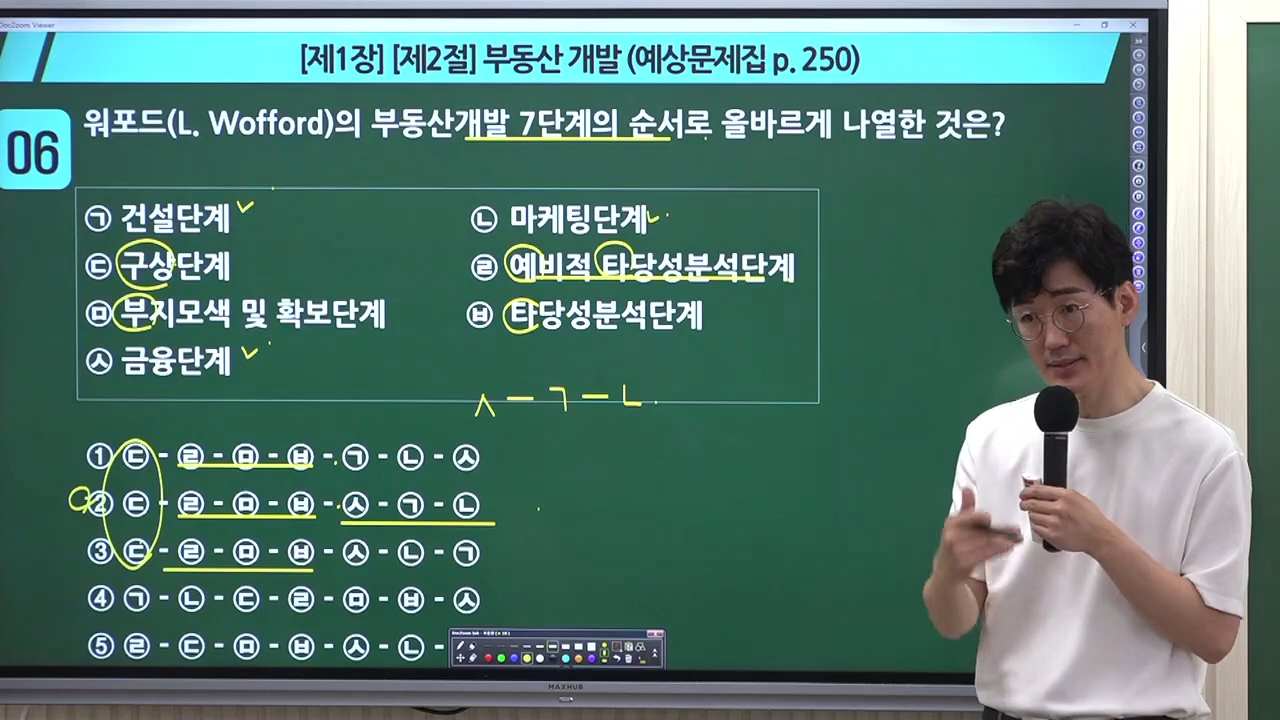 DocZoom Viewer
[제1장] [제2절] 부동산 개발 (예상문제집 p. 250)
06 워포드(L. Wofford)의 부동산개발 7단계의 순서로 올바르게 나열한 것은?
㉠ 건설단계 ㉡ 마케팅단계
㉢ 구상단계 ㉣ 예비적 타당성분석단계
㉤ 부지모색 및 확보단계 ㉥ 타당성분석단계
㉦ 금융단계
ㅅ - ㄱ - ㄴ
① ㉢ - ㉣ - ㉤ - ㉥ - ㉠ - ㉡ - ㉦
② ㉢ - ㉣ - ㉤ - ㉥ - ㉦ - ㉠ - ㉡
③ ㉢ - ㉣ - ㉤ - ㉥ - ㉦ - ㉡ - ㉠
④ ㉠ - ㉡ - ㉢ - ㉣ - ㉤ - ㉥ - ㉦
⑤ ㉣ - ㉢ - ㉤ - ㉥ - ㉦ - ㉡ -
MAXHUB